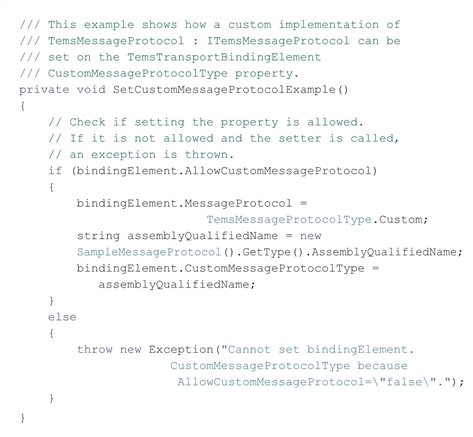 /// This example shows how a custom implementation of
/// TemsMessageProtocol : ITemsMessageProtocol can be
/// set on the TemsTransportBindingElement
/// CustomMessageProtocolType property.
private void SetCustomMessageProtocolExample()
{
    // Check if setting the property is allowed.
    // If it is not allowed and the setter is called,
    // an exception is thrown.
    if (bindingElement.AllowCustomMessageProtocol)
    {
        bindingElement.MessageProtocol =
                          TemsMessageProtocolType.Custom;
        string assemblyQualifiedName = new
        SampleMessageProtocol().GetType().AssemblyQualifiedName;
        bindingElement.CustomMessageProtocolType =
           assemblyQualifiedName;
    }
    else
    {
        throw new Exception("Cannot set bindingElement.
                     CustomMessageProtocolType because
                      AllowCustomMessageProtocol=\"false\".");
    }
}